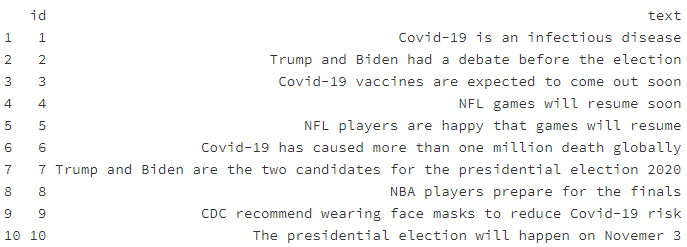 id text
1 1 Covid-19 is an infectious disease
2 2 Trump and Biden had a debate before the election
3 3 Covid-19 vaccines are expected to come out soon
4 4 NFL games will resume soon
5 5 NFL players are happy that games will resume
6 6 Covid-19 has caused more than one million death globally
7 7 Trump and Biden are the two candidates for the presidential election 2020
8 8 NBA players prepare for the finals
9 9 CDC recommend wearing face masks to reduce Covid-19 risk
10 10 The presidential election will happen on Novemer 3